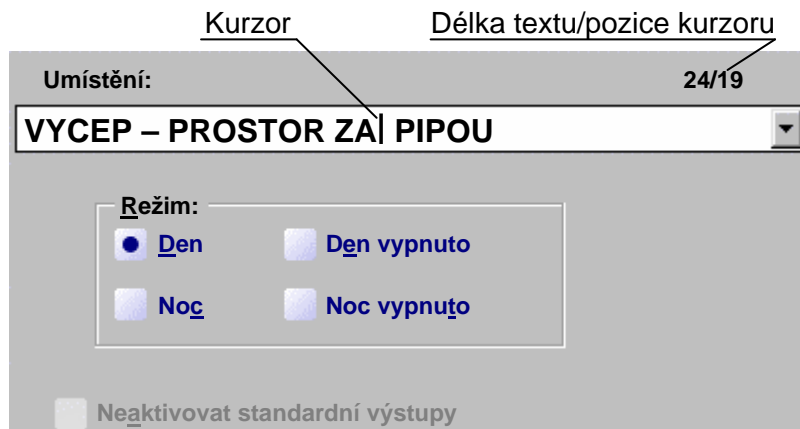 Kurzor Délka textu/pozice kurzoru
Umístění: 24/19
VYCEP – PROSTOR ZA PIPOU
Režim:
Den Den vypnuto
Noc Noc vypnuto
Neaktivovat standardní výstupy